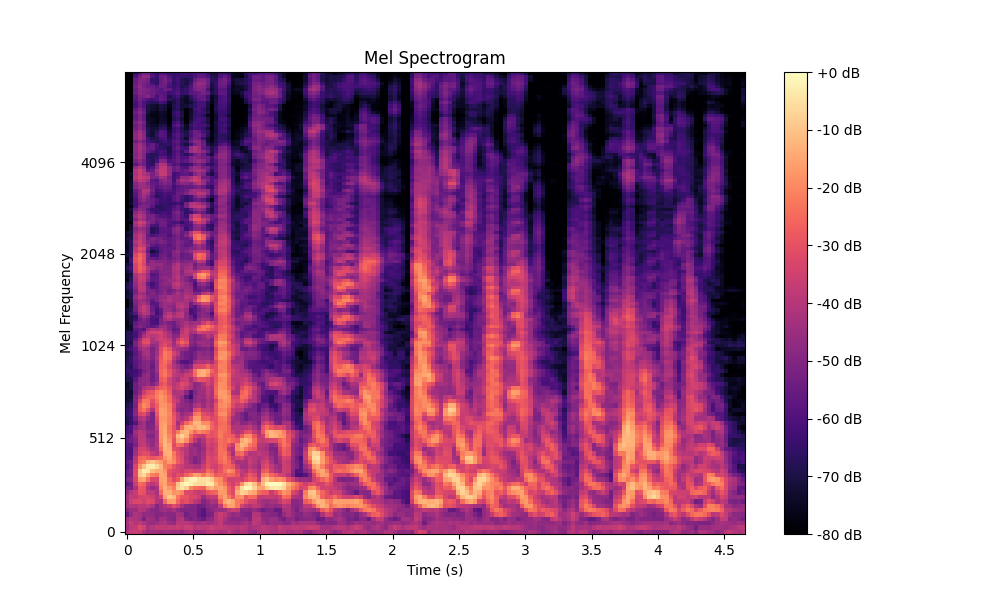 Mel Spectrogram
Mel Frequency
4096
2048
1024
512
0
0
0.5
1
1.5
2
2.5
3
3.5
4
4.5
Time (s)
+0 dB
-10 dB
-20 dB
-30 dB
-40 dB
-50 dB
-60 dB
-70 dB
-80 dB